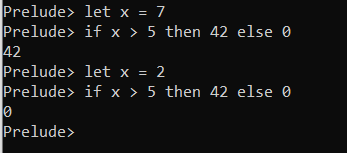 Prelude> let x = 7
Prelude> if x > 5 then 42 else 0
42
Prelude> let x = 2
Prelude> if x > 5 then 42 else 0
0
Prelude>